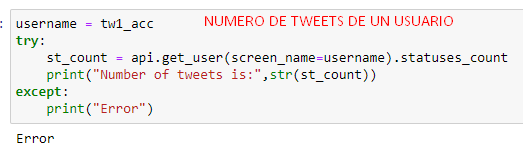 : username = tw1_acc NUMERO DE TWEETS DE UN USUARIO
try:
    st_count = api.get_user(screen_name=username).statuses_count
    print("Number of tweets is:",str(st_count))
except:
    print("Error")
Error